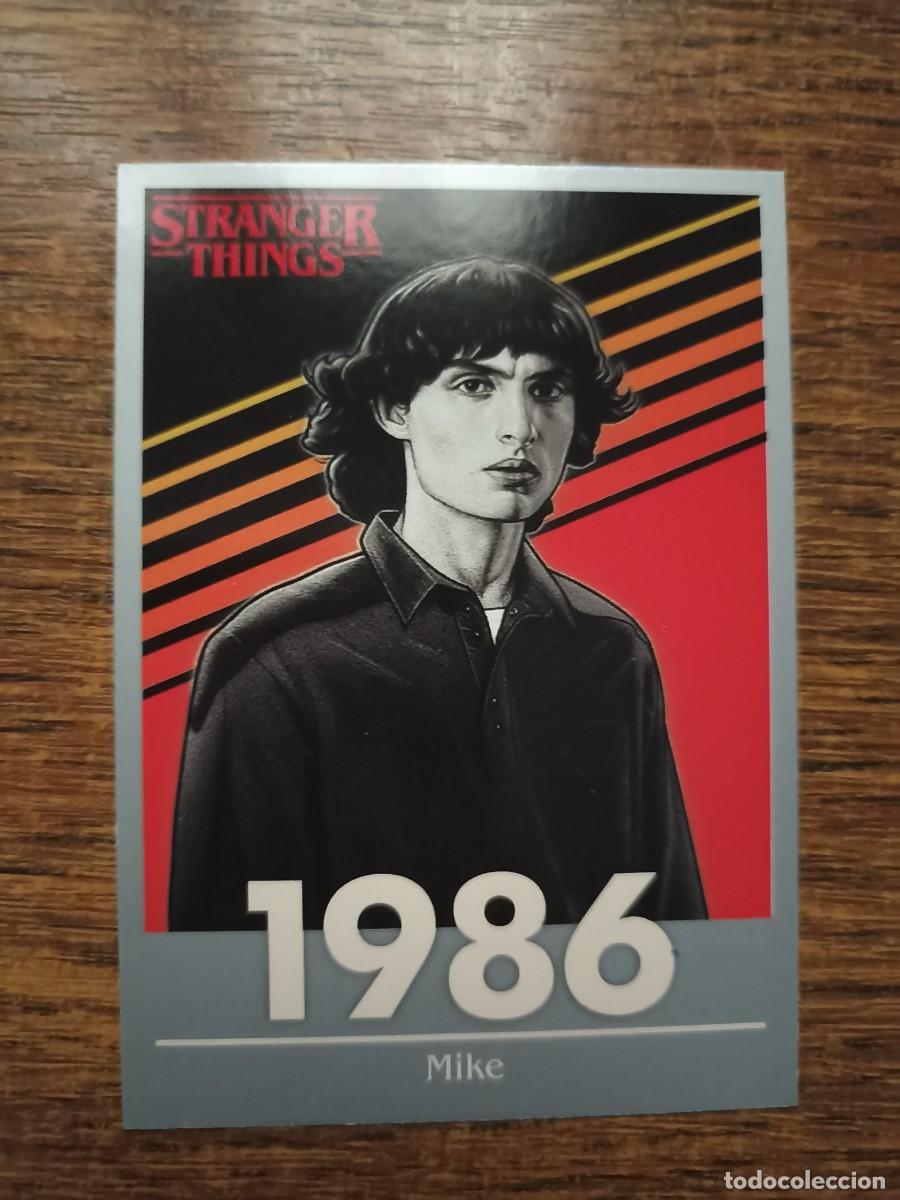 STRANGER
THINGS
1986
Mike
todocoleccion